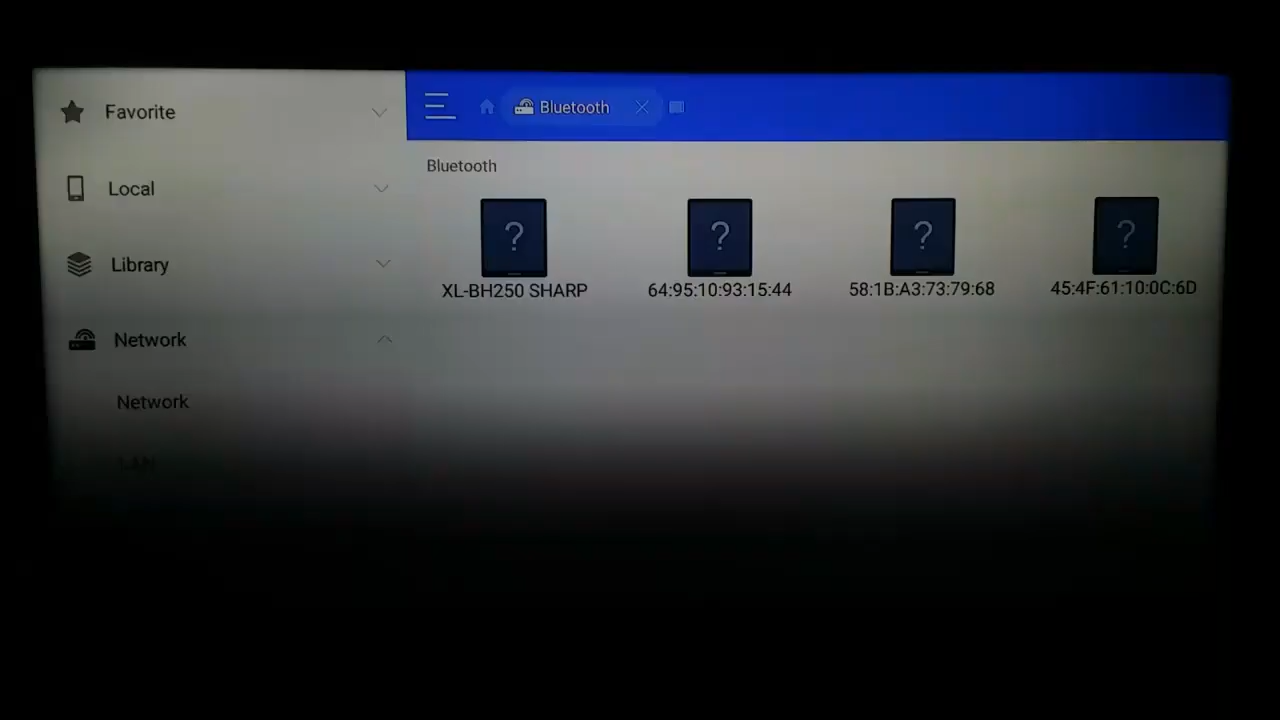 Favorite
Local
Library
Network
Network
LAN
Bluetooth
Bluetooth
?
?
?
?
XL-BH250 SHARP
64:95:10:93:15:44
58:1B:A3:73:79:68
45:4F:61:10:0C:6D